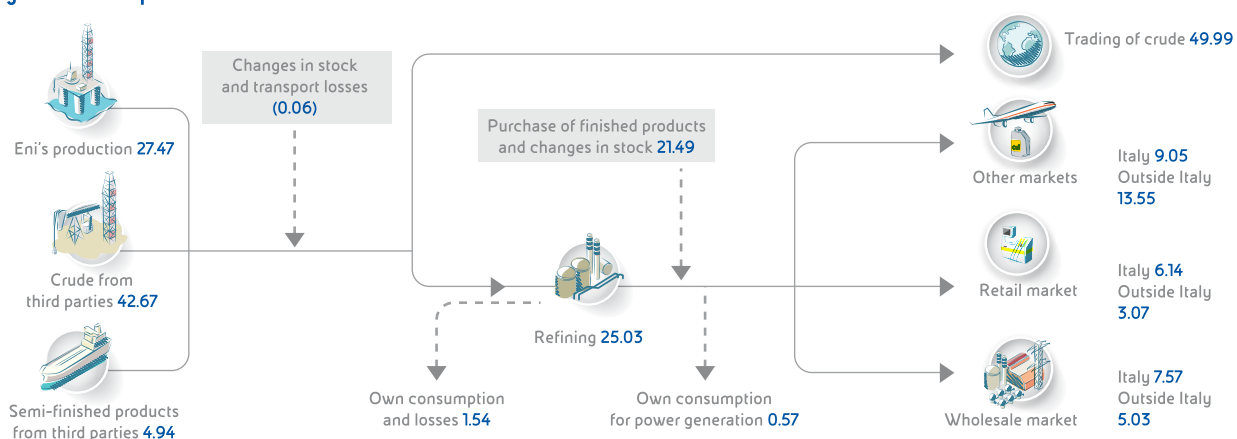 Changes in stock
and transport losses
(0.06)
Trading of crude 49.99
Eni's production 27.47
Purchase of finished products
and changes in stock 21.49
Other markets
Italy 9.05
Outside Italy
13.55
Crude from
third parties 42.67
Retail market
Italy 6.14
Outside Italy
3.07
Refining 25.03
Semi-finished products
from third parties 4.94
Own consumption
and losses 1.54
Own consumption
for power generation 0.57
Wholesale market
Italy 7.57
Outside Italy
5.03